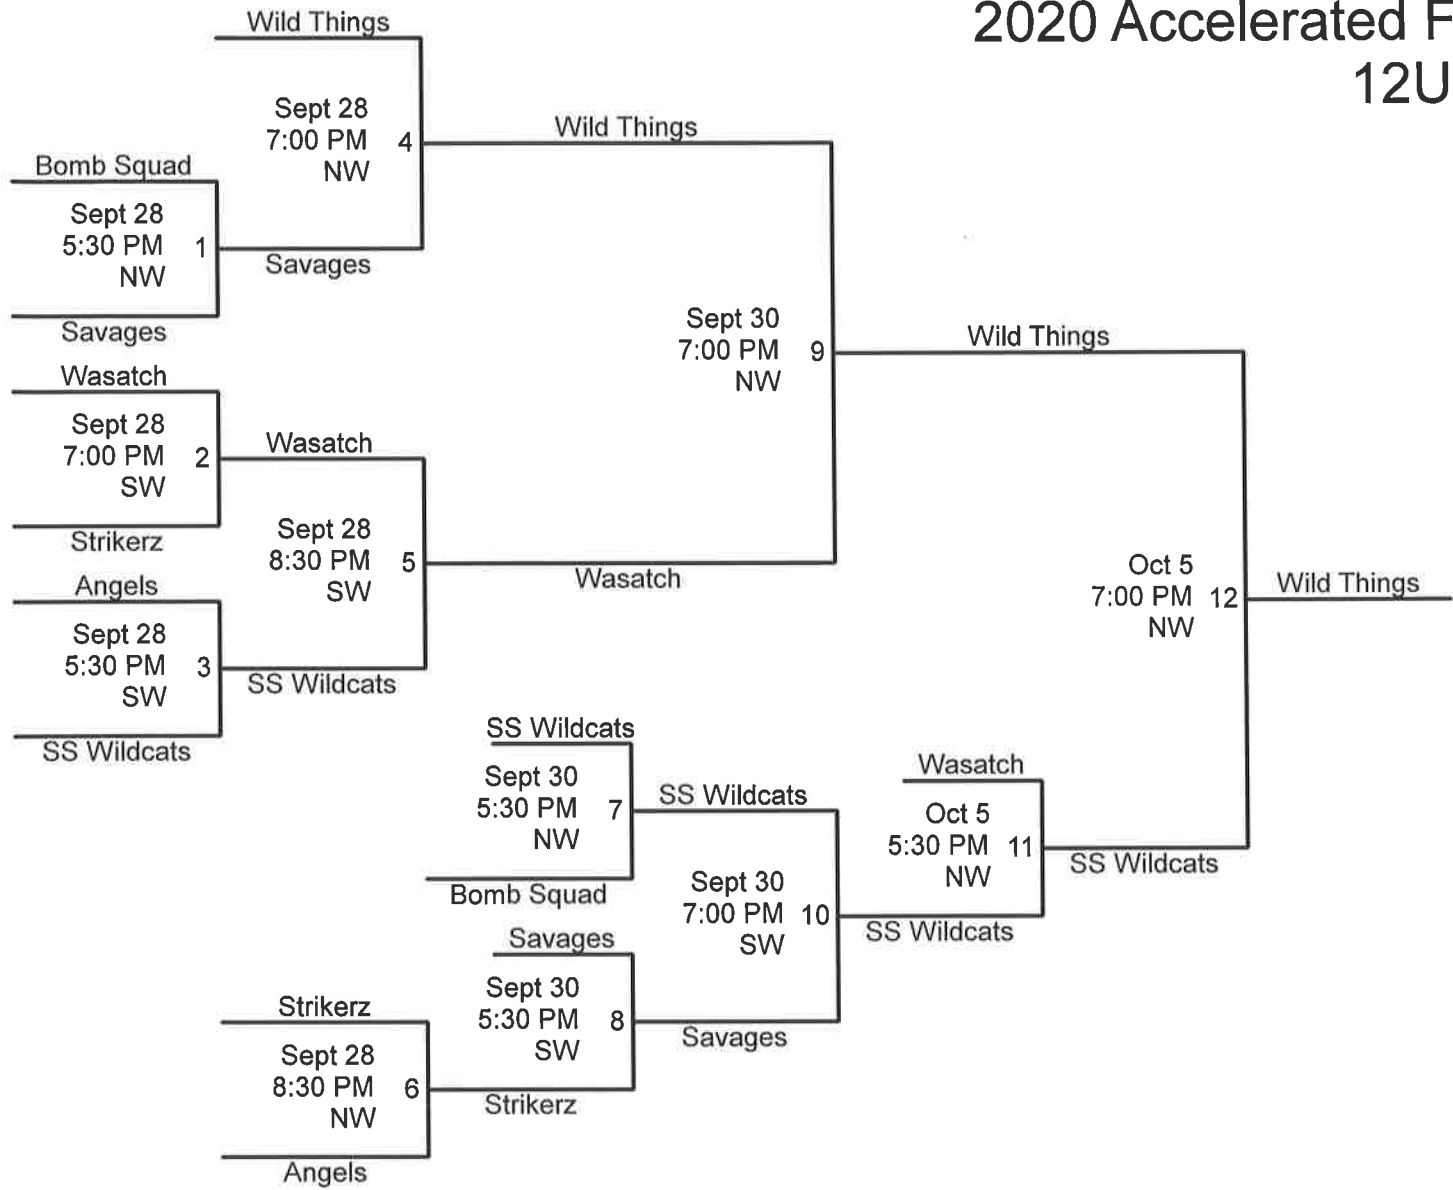 2020 Accelerated F
12U
Wild Things
Sept 28
7:00 PM 4
NW
Wild Things
Bomb Squad
Sept 28
5:30 PM 1
NW
Savages
Savages
Wasatch
Sept 28
7:00 PM 2
SW
Wasatch
Strikerz
Sept 28
8:30 PM 5
SW
Wasatch
Angels
Sept 28
5:30 PM 3
SW
SS Wildcats
SS Wildcats
Sept 30
7:00 PM 9
NW
Wild Things
Oct 5
7:00 PM 12
NW
Wild Things
SS Wildcats
Sept 30
5:30 PM 7
NW
SS Wildcats
Bomb Squad
Sept 30
7:00 PM 10
SW
Wasatch
Oct 5
5:30 PM 11
NW
SS Wildcats
SS Wildcats
Savages
Sept 30
5:30 PM 8
SW
Savages
Strikerz
Sept 28
8:30 PM 6
NW
Strikerz
Angels